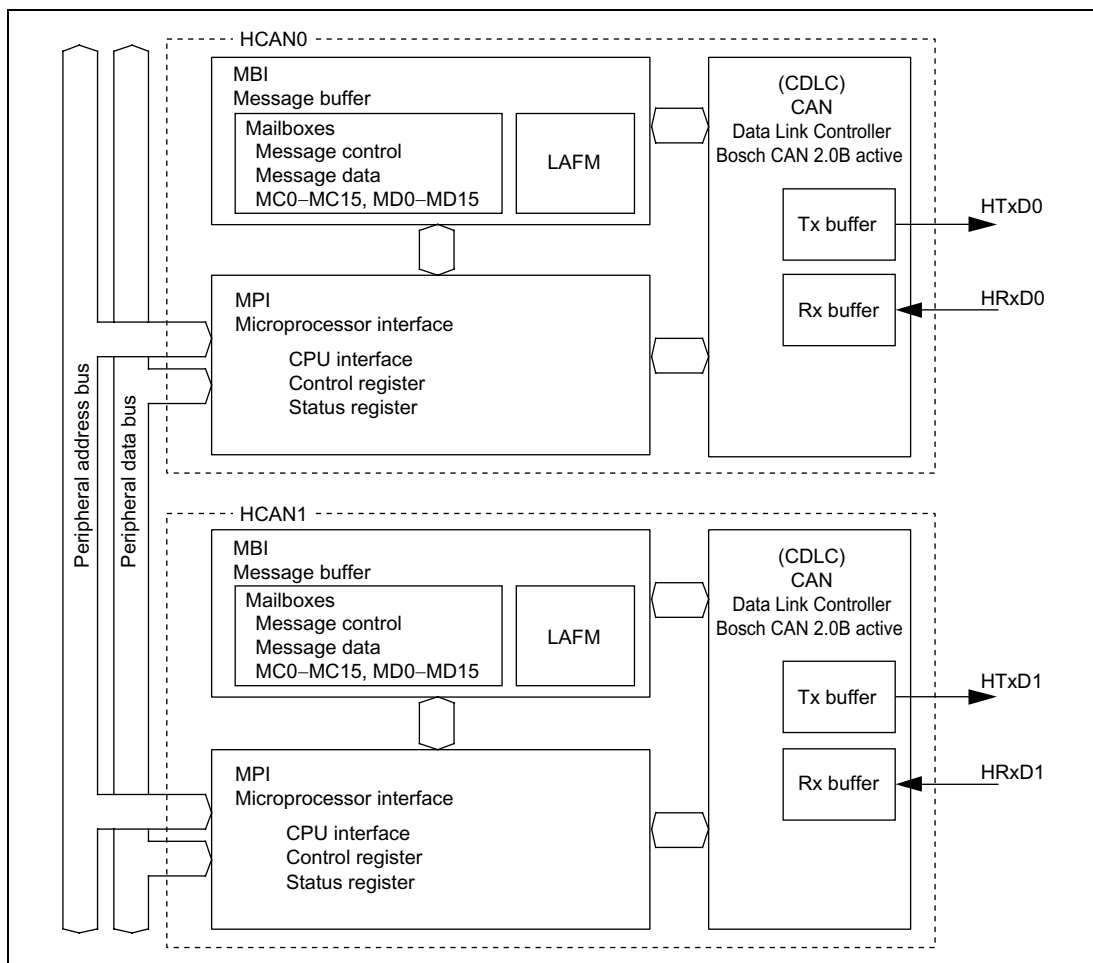 Peripheral address bus
Peripheral data bus
HCAN0
MBI
Message buffer
Mailboxes
Message control
Message data
MC0–MC15, MD0–MD15
LAFM
MPI
Microprocessor interface
CPU interface
Control register
Status register
(CDLC)
CAN
Data Link Controller
Bosch CAN 2.0B active
Tx buffer
Rx buffer
HTxD0
HRxD0
HCAN1
MBI
Message buffer
Mailboxes
Message control
Message data
MC0–MC15, MD0–MD15
LAFM
MPI
Microprocessor interface
CPU interface
Control register
Status register
(CDLC)
CAN
Data Link Controller
Bosch CAN 2.0B active
Tx buffer
Rx buffer
HTxD1
HRxD1